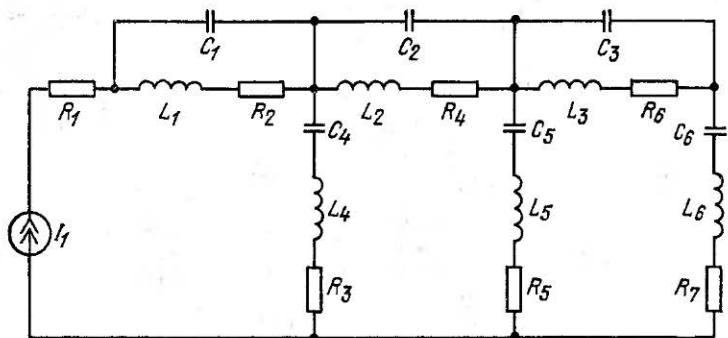 C1 C2 C3
R1 L1 R2 L2 R4 L3 R6
C4 C5 C6
I1 L4 L5 L6
R3 R5 R7